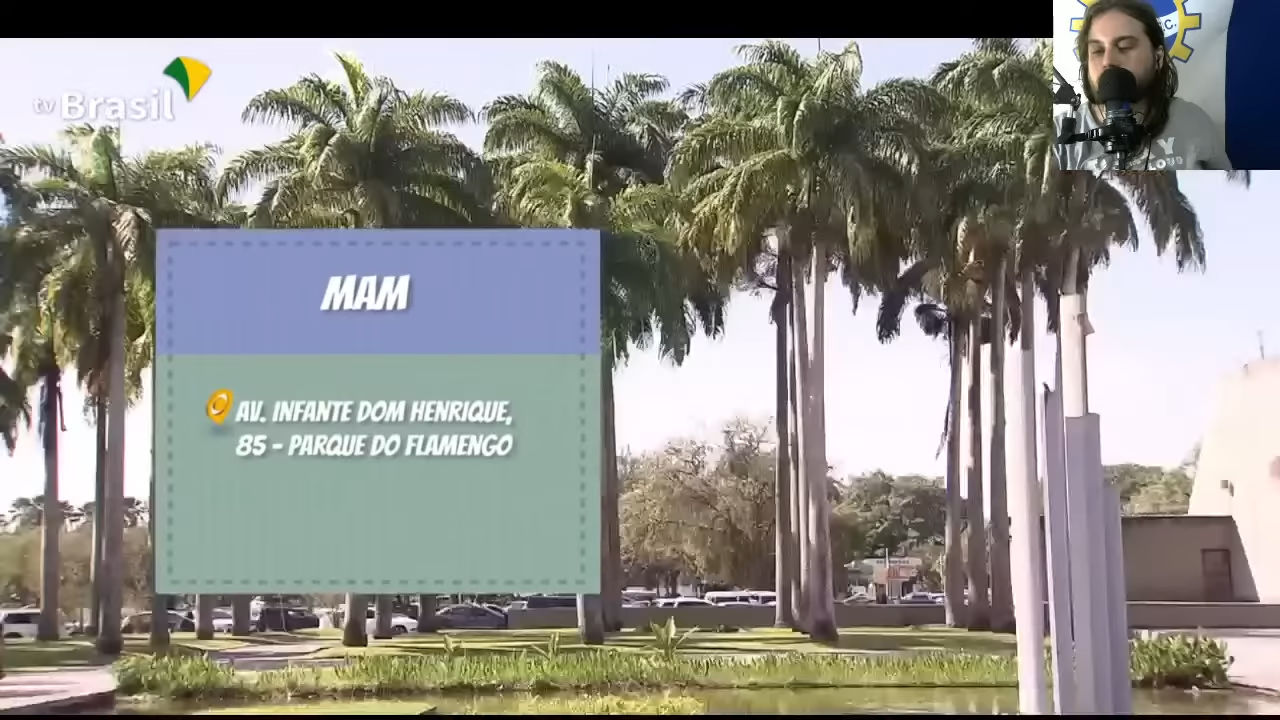 tv Brasil
MAM
AV. INFANTE DOM HENRIQUE,
85 - PARQUE DO FLAMENGO